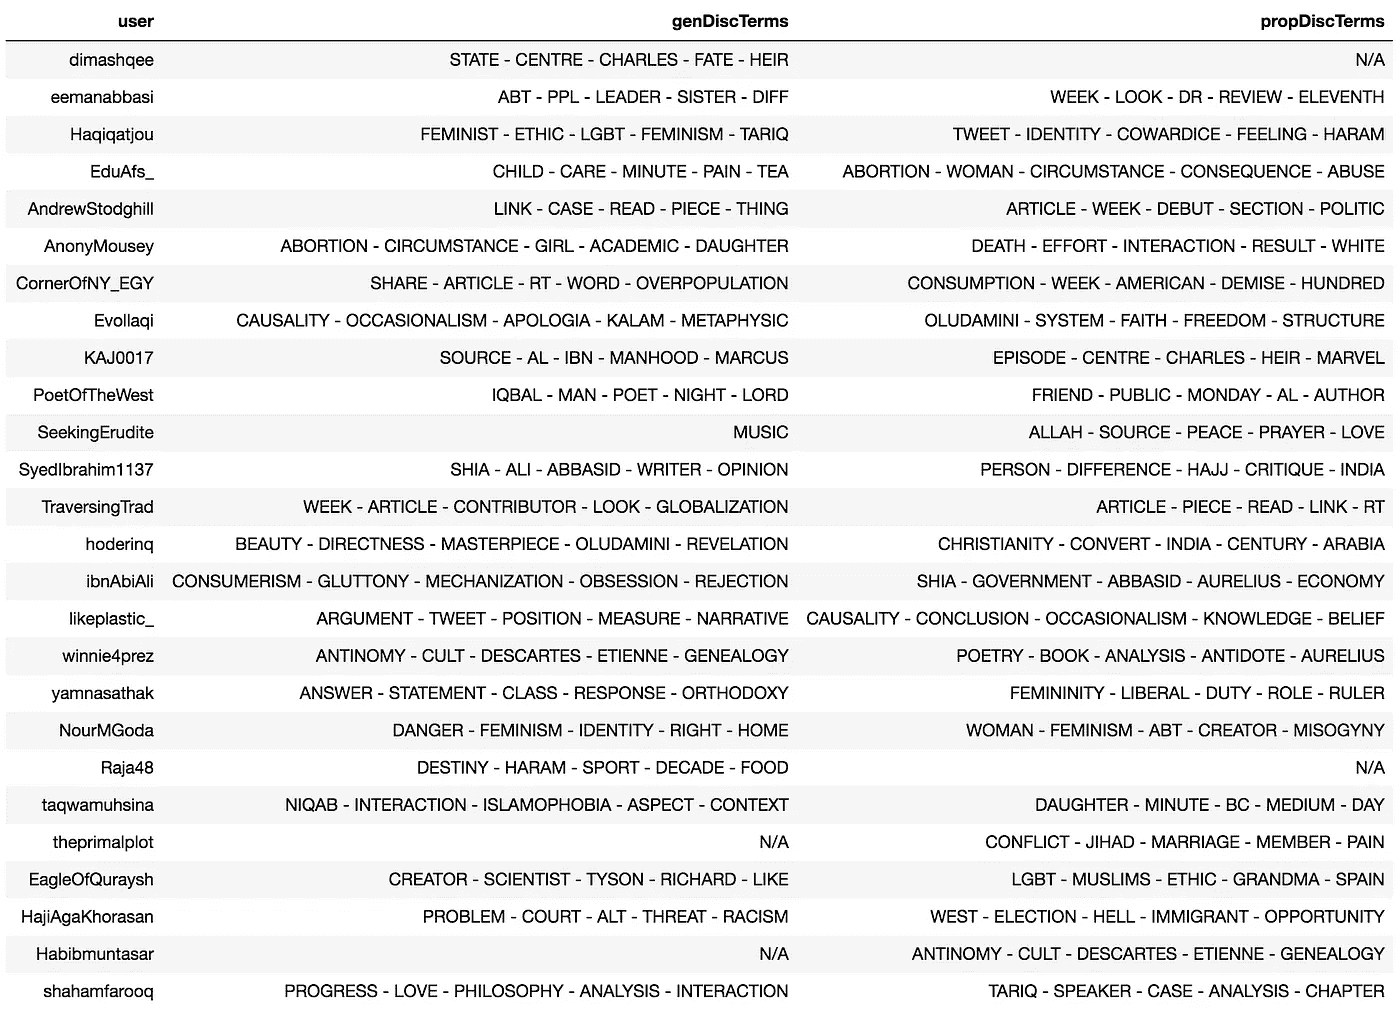 user genDiscTerms propDiscTerms
dimashqee STATE - CENTRE - CHARLES - FATE - HEIR N/A
eemanabbasi ABT - PPL - LEADER - SISTER - DIFF WEEK - LOOK - DR - REVIEW - ELEVENTH
Haqiqatjou FEMINIST - ETHIC - LGBT - FEMINISM - TARIQ TWEET - IDENTITY - COWARDICE - FEELING - HARAM
EduAfs_ CHILD - CARE - MINUTE - PAIN - TEA ABORTION - WOMAN - CIRCUMSTANCE - CONSEQUENCE - ABUSE
AndrewStodghill LINK - CASE - READ - PIECE - THING ARTICLE - WEEK - DEBUT - SECTION - POLITIC
AnonyMousey ABORTION - CIRCUMSTANCE - GIRL - ACADEMIC - DAUGHTER DEATH - EFFORT - INTERACTION - RESULT - WHITE
CornerOfNY_EGY SHARE - ARTICLE - RT - WORD - OVERPOPULATION CONSUMPTION - WEEK - AMERICAN - DEMISE - HUNDRED
Evollaqi CAUSALITY - OCCASIONALISM - APOLOGIA - KALAM - METAPHYSIC OLUDAMINI - SYSTEM - FAITH - FREEDOM - STRUCTURE
KAJ0017 SOURCE - AL - IBN - MANHOOD - MARCUS EPISODE - CENTRE - CHARLES - HEIR - MARVEL
PoetOfTheWest IQBAL - MAN - POET - NIGHT - LORD FRIEND - PUBLIC - MONDAY - AL - AUTHOR
SeekingErudite MUSIC ALLAH - SOURCE - PEACE - PRAYER - LOVE
SyedIbrahim1137 SHIA - ALI - ABBASID - WRITER - OPINION PERSON - DIFFERENCE - HAJJ - CRITIQUE - INDIA
TraversingTrad WEEK - ARTICLE - CONTRIBUTOR - LOOK - GLOBALIZATION ARTICLE - PIECE - READ - LINK - RT
hoderinq BEAUTY - DIRECTNESS - MASTERPIECE - OLUDAMINI - REVELATION CHRISTIANITY - CONVERT - INDIA - CENTURY - ARABIA
ibnAbiAli CONSUMERISM - GLUTTONY - MECHANIZATION - OBSESSION - REJECTION SHIA - GOVERNMENT - ABBASID - AURELIUS - ECONOMY
likeplastic_ ARGUMENT - TWEET - POSITION - MEASURE - NARRATIVE CAUSALITY - CONCLUSION - OCCASIONALISM - KNOWLEDGE - BELIEF
winnie4prez ANTINOMY - CULT - DESCARTES - ETIENNE - GENEALOGY POETRY - BOOK - ANALYSIS - ANTIDOTE - AURELIUS
yamnasathak ANSWER - STATEMENT - CLASS - RESPONSE - ORTHODOXY FEMININITY - LIBERAL - DUTY - ROLE - RULER
NourMGoda DANGER - FEMINISM - IDENTITY - RIGHT - HOME WOMAN - FEMINISM - ABT - CREATOR - MISOGYNY
Raja48 DESTINY - HARAM - SPORT - DECADE - FOOD N/A
taqwamuhsina NIQAB - INTERACTION - ISLAMOPHOBIA - ASPECT - CONTEXT DAUGHTER - MINUTE - BC - MEDIUM - DAY
theprimalplot N/A CONFLICT - JIHAD - MARRIAGE - MEMBER - PAIN
EagleOfQuraysh CREATOR - SCIENTIST - TYSON - RICHARD - LIKE LGBT - MUSLIMS - ETHIC - GRANDMA - SPAIN
HajiAgaKhorasan PROBLEM - COURT - ALT - THREAT - RACISM WEST - ELECTION - HELL - IMMIGRANT - OPPORTUNITY
Habibmuntasar N/A ANTINOMY - CULT - DESCARTES - ETIENNE - GENEALOGY
shahamfarooq PROGRESS - LOVE - PHILOSOPHY - ANALYSIS - INTERACTION TARIQ - SPEAKER - CASE - ANALYSIS - CHAPTER